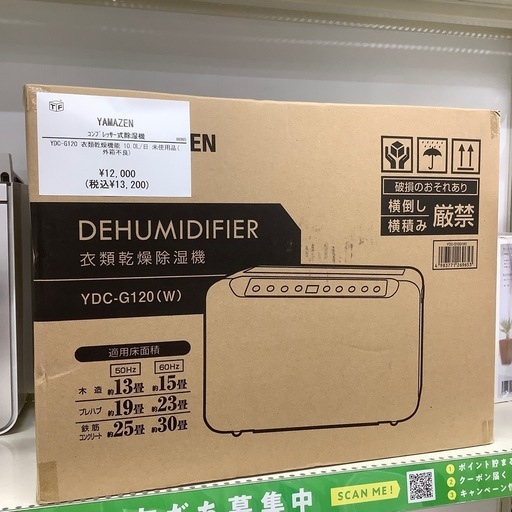 TF
YAMAZEN
コンプレッサー式除湿機
YDC-G120 衣類乾燥機能 10.0L/日 未使用品(
外箱不良)
¥12,000
(税込¥13,200)
ZEN
DEHUMIDIFIER
衣類乾燥除湿機
YDC-G120(W)
適用床面積
50Hz 60Hz
木造 約13畳 約15畳
プレハブ 約19畳 約23畳
鉄筋コンクリート 約25畳 約30畳
破損のおそれあり
横倒し
横積み
厳禁
YDC-G120(W)
4 983771 269653
を募集中
SCAN ME!
ポイント貯まる
クーポン届く
キャンペーン